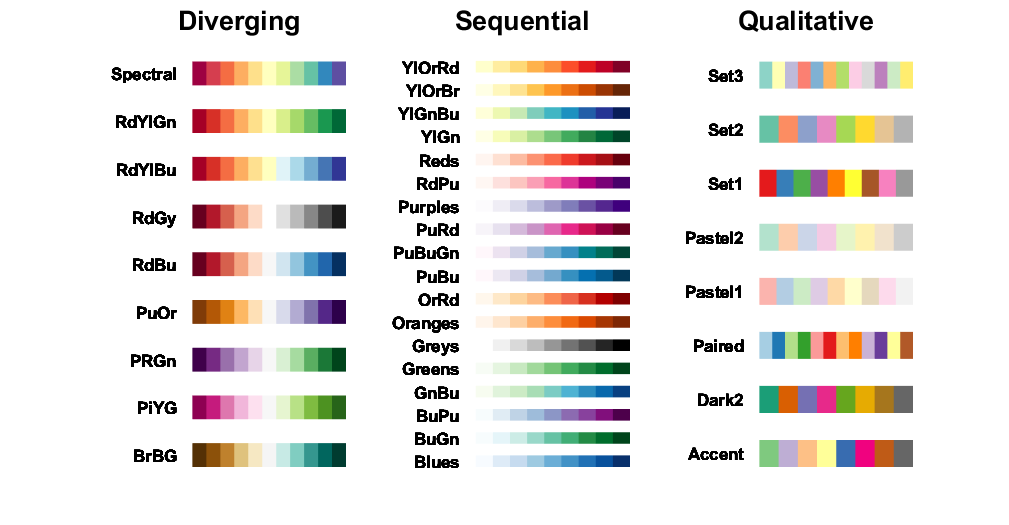 Diverging
Spectral
RdYlGn
RdYlBu
RdGy
RdBu
PuOr
PRGn
PiYG
BrBG
Sequential
YlOrRd
YlOrBr
YlGnBu
YlGn
Reds
RdPu
Purples
PuRd
PuBuGn
PuBu
OrRd
Oranges
Greys
Greens
GnBu
BuPu
BuGn
Blues
Qualitative
Set3
Set2
Set1
Pastel2
Pastel1
Paired
Dark2
Accent